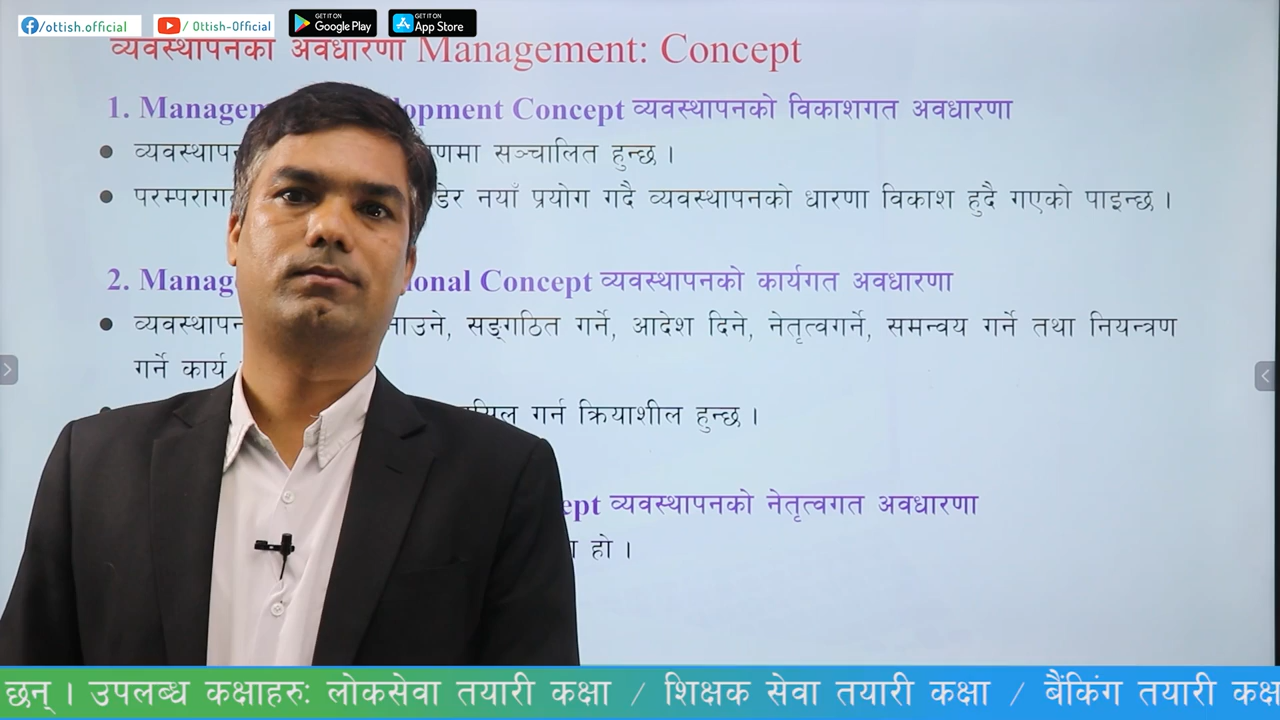 /ottish.official
/ Ottish-Official
GET IT ON
Google Play
GET IT ON
App Store
व्यवस्थापनको अवधारणा Management: Concept
1. Manageme opment Concept व्यवस्थापनको विकाशगत अवधारणा
व्यवस्थापन णमा सञ्चालित हुन्छ ।
परम्पराग डेर नयाँ प्रयोग गर्दै व्यवस्थापनको धारणा विकाश हुदै गएको पाइन्छ ।
2. Manag ional Concept व्यवस्थापनको कार्यगत अवधारणा
व्यवस्थापन नाउने, सङ्गठित गर्ने, आदेश दिने, नेतृत्वगर्ने, समन्वय गर्ने तथा नियन्त्रण
गर्ने कार्य
गर्न क्रियाशील हुन्छ ।
ept व्यवस्थापनको नेतृत्वगत अवधारणा
हो ।
छन् । उपलब्ध कक्षाहरु: लोकसेवा तयारी कक्षा / शिक्षक सेवा तयारी कक्षा / बैंकिंग तयारी कक्ष